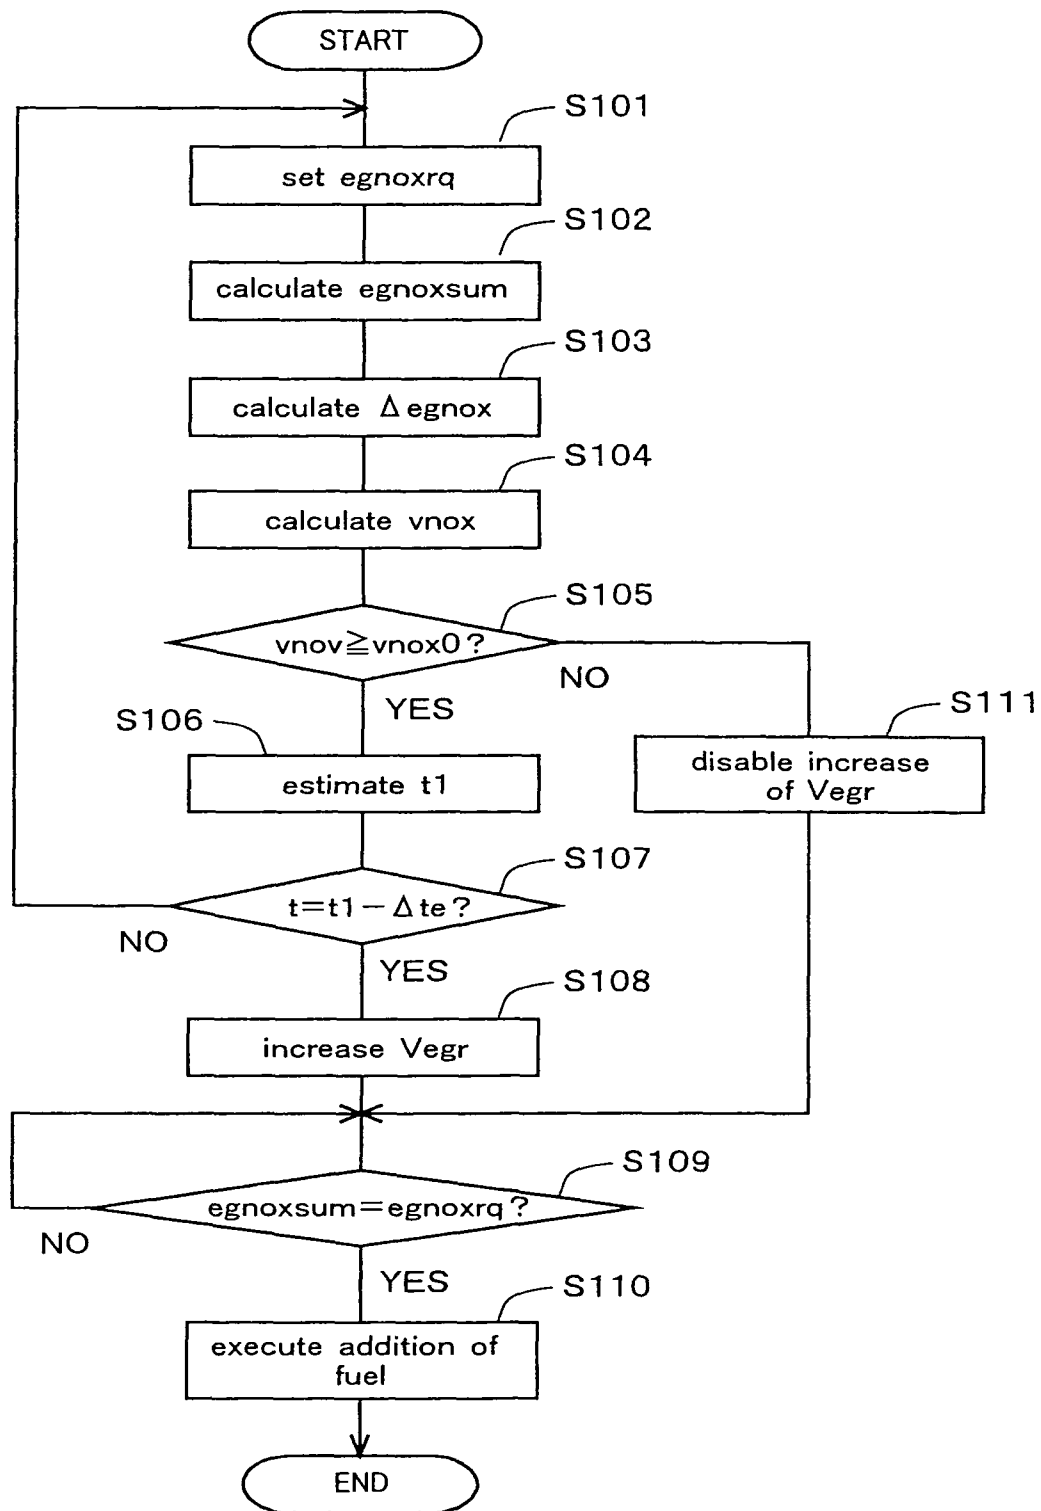 START
S101
set egnoxrq
S102
calculate egnoxsum
S103
calculate Δegnox
S104
calculate vnox
S105
vnov≧vnox0?
NO
YES
S106
estimate t1
S111
disable increase
of Vegr
S107
t=t1-Δte?
NO
YES
S108
increase Vegr
S109
egnoxsum=egnoxrq?
NO
YES
S110
execute addition of
fuel
END